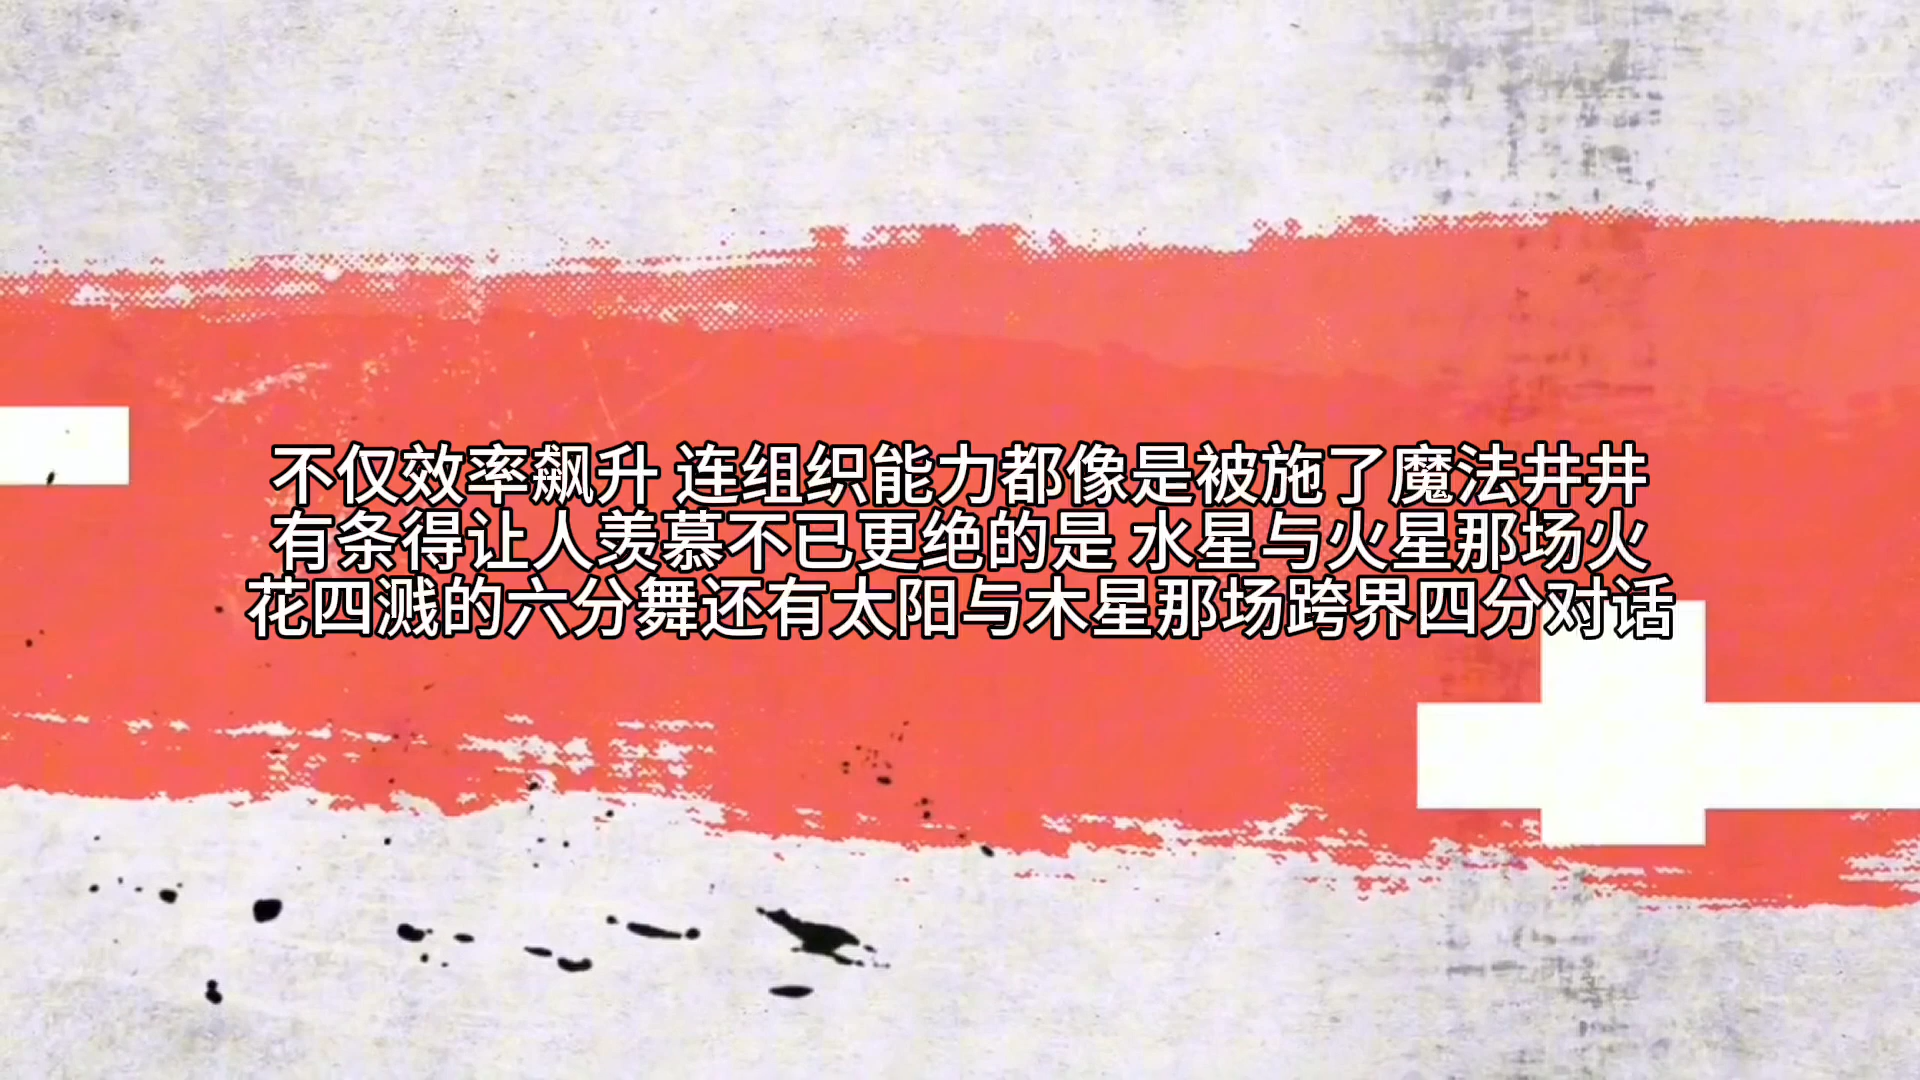 不仅效率飙升 连组织能力都像是被施了魔法井井
有条得让人羡慕不已更绝的是 水星与火星那场火
花四溅的六分舞还有太阳与木星那场跨界四分对话